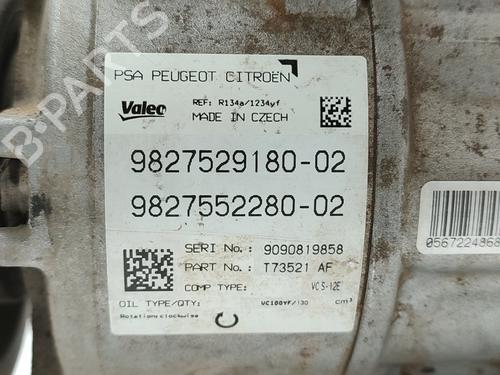 PSA PEUGEOT CITROËN
Valeo
REF: R134a/1234yf
MADE IN CZECH
9827529180-02
9827552280-02
SERI No.: 9090819858
PART No.: T73521 AF
COMP TYPE: VCS-12E
OIL TYPE/QTY: VC100YF/130 cm³
Rotation:clockwise
0567224868
B-PARTS